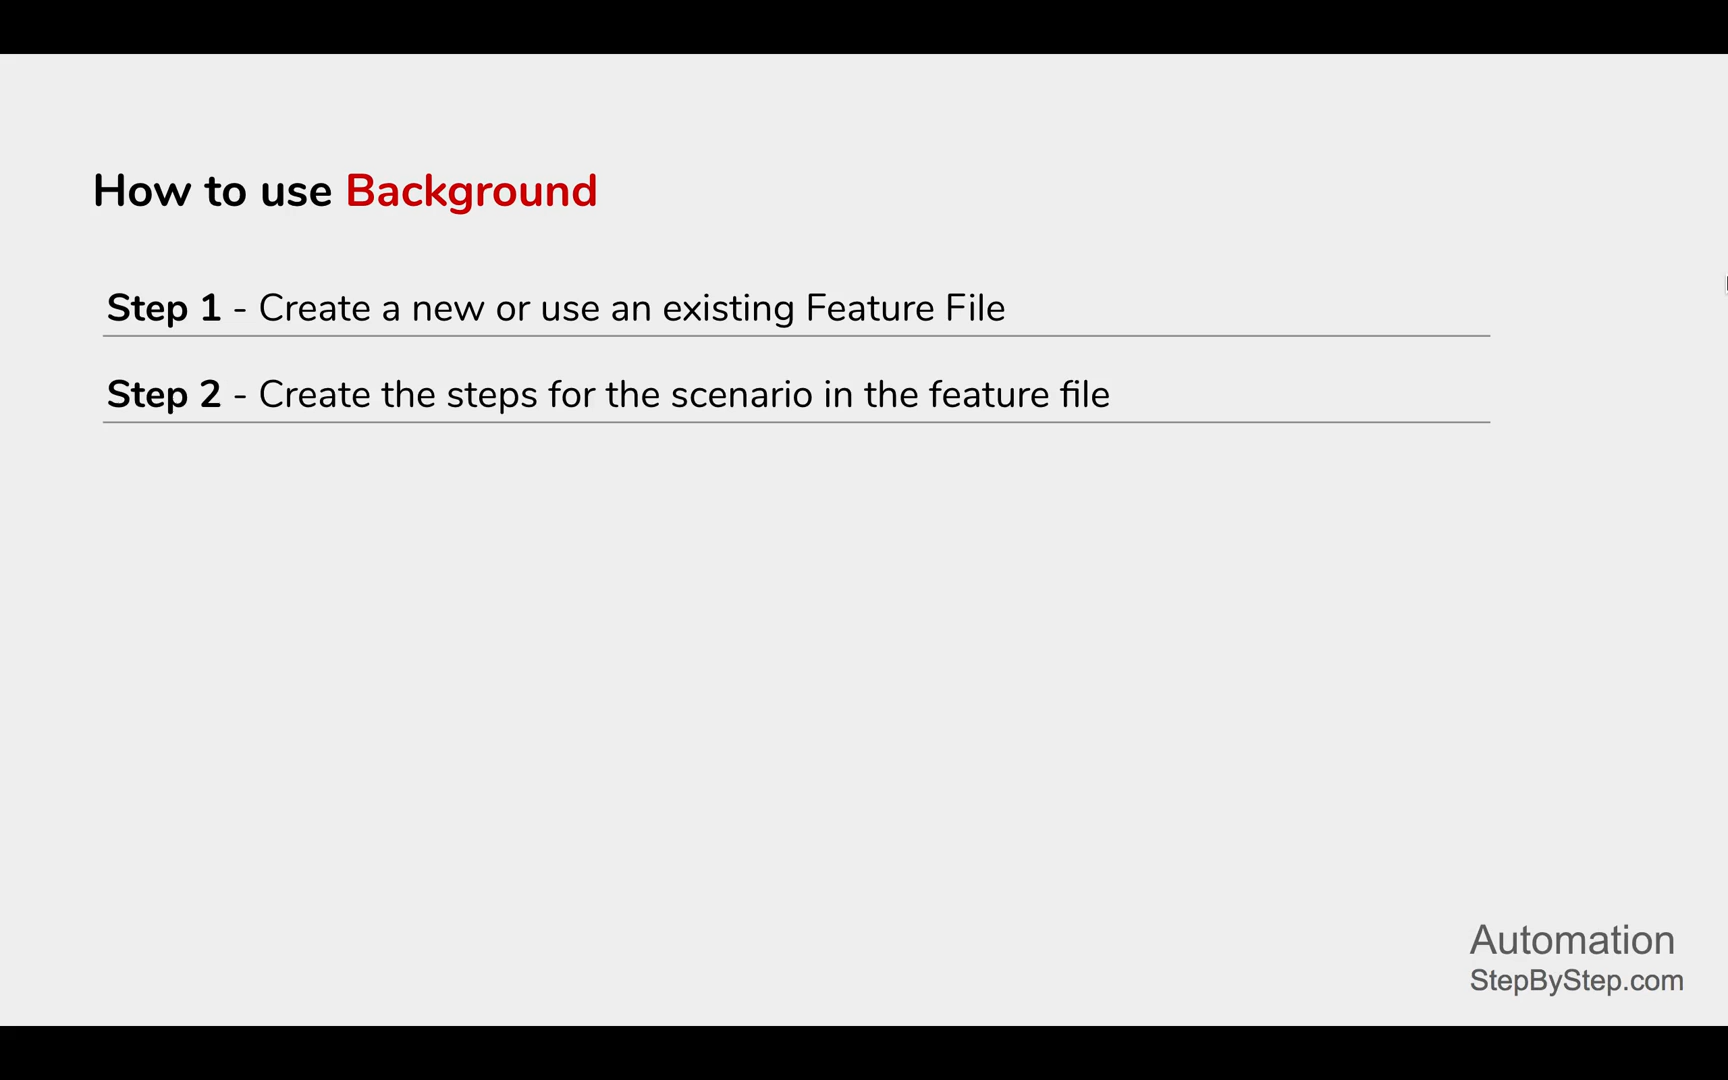 How to use Background
Step 1 - Create a new or use an existing Feature File
Step 2 - Create the steps for the scenario in the feature file
Automation
StepByStep.com